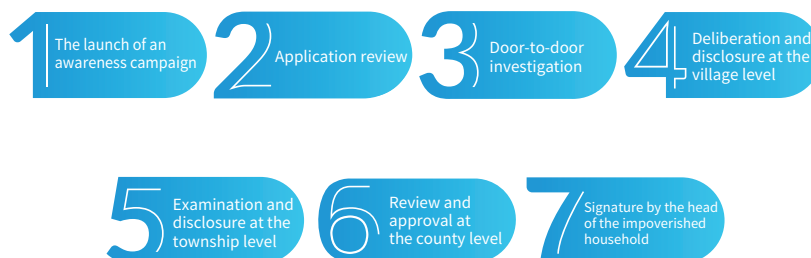 1
The launch of an
awareness campaign
2
Application review
3
Door-to-door
investigation
4
Deliberation and
disclosure at the
village level
5
Examination and
disclosure at the
township level
6
Review and
approval at
the county level
7
Signature by the head
of the impoverished
household